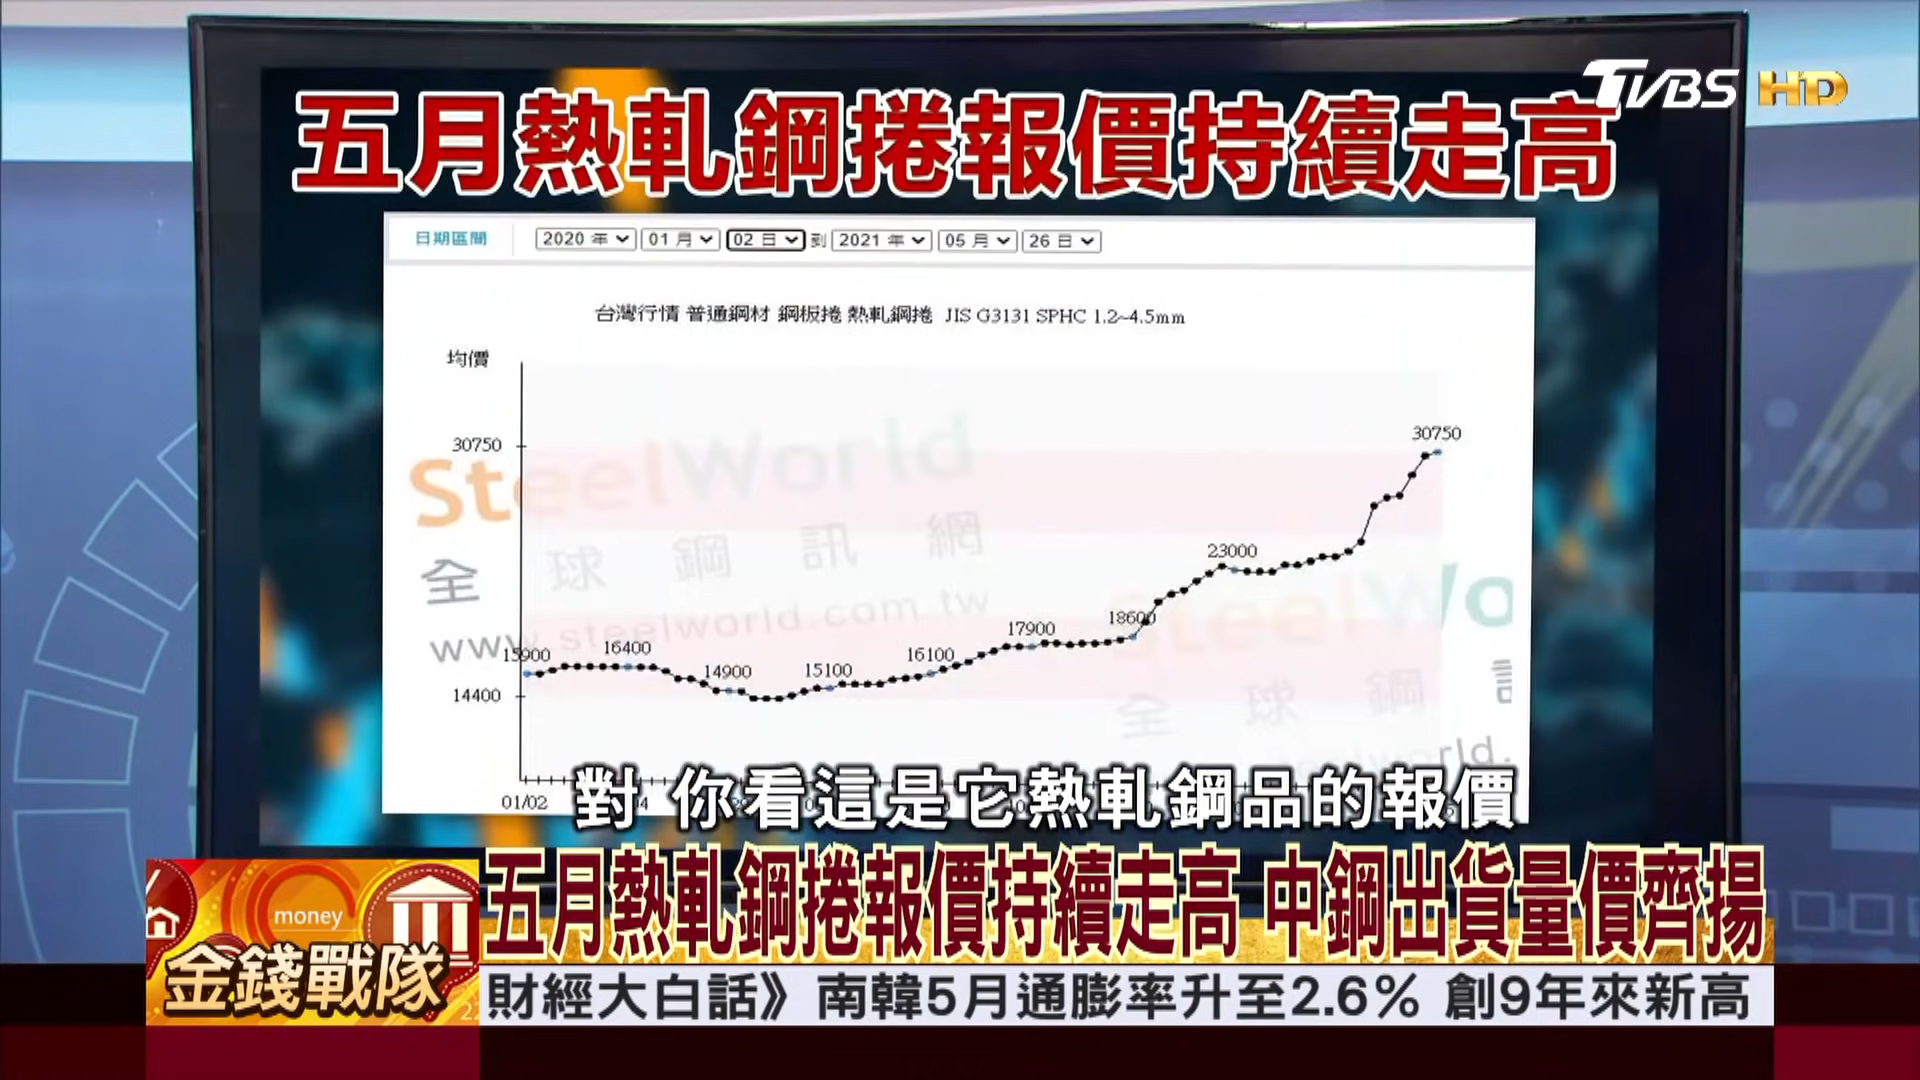 TVBS HD
五月熱軋鋼捲報價持續走高
日期區間 2020 年 01 月 02 日 到 2021 年 05 月 26 日
台灣行情 普通鋼材 鋼板捲 熱軋鋼捲 JIS G3131 SPHC 1.2~4.5mm
均價
30750
30750
SteelWorld
全球鋼訊網
www.steelworld.com.tw
23000
SteelWo
18600
17900
16400
16100
15900
15100
14900
14400
全球鋼
rld.
01/02
對 你看這是它熱軋鋼品的報價
五月熱軋鋼捲報價持續走高 中鋼出貨量價齊揚
money
金錢戰隊
財經大白話》南韓5月通膨率升至2.6% 創9年來新高